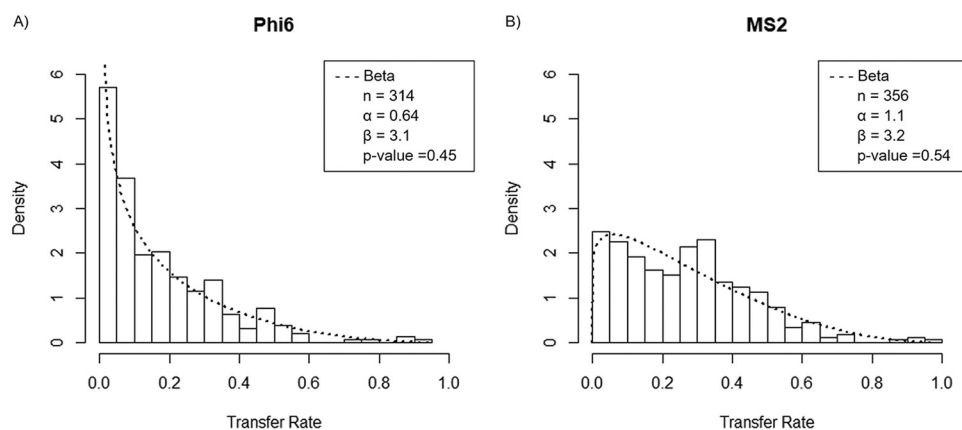 A)
Phi6
Beta
n = 314
α = 0.64
β = 3.1
p-value =0.45
6
5
4
3
2
1
0
Density
0.0 0.2 0.4 0.6 0.8 1.0
Transfer Rate
B)
MS2
Beta
n = 356
α = 1.1
β = 3.2
p-value =0.54
6
5
4
3
2
1
0
Density
0.0 0.2 0.4 0.6 0.8 1.0
Transfer Rate